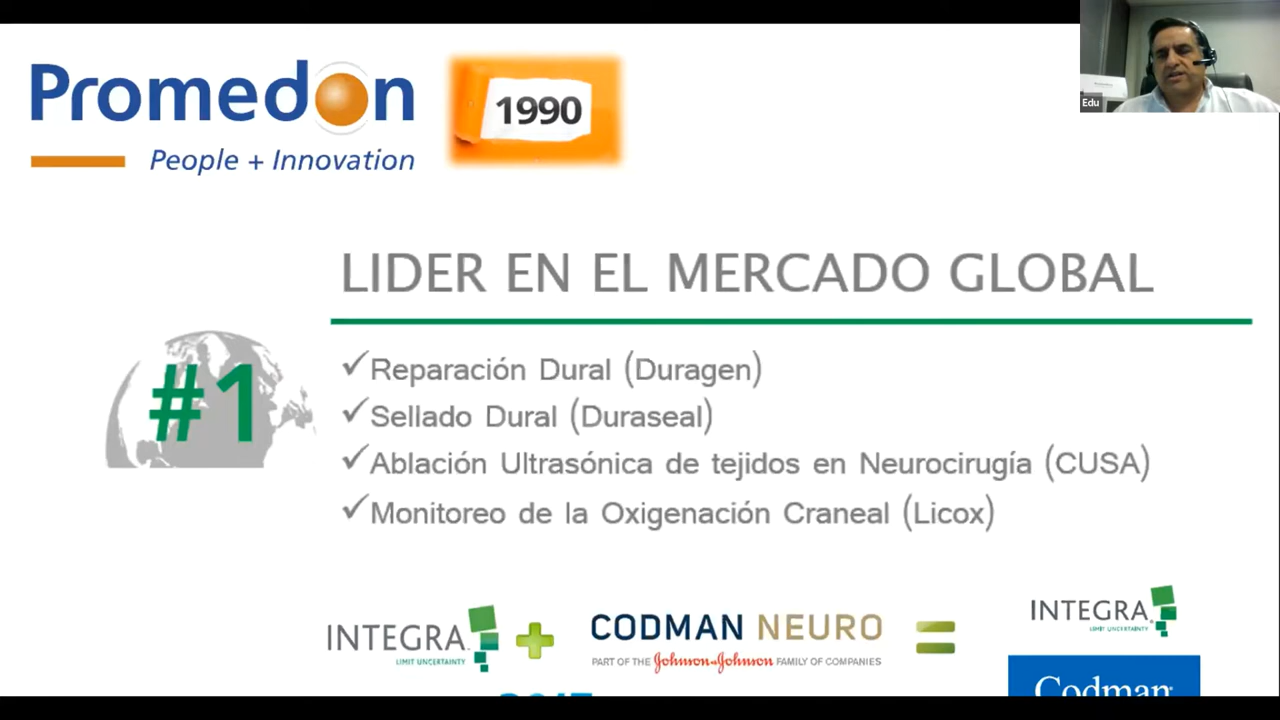 Promedon
1990
People + Innovation
Edu
LIDER EN EL MERCADO GLOBAL
#1
✓Reparación Dural (Duragen)
✓Sellado Dural (Duraseal)
✓Ablación Ultrasónica de tejidos en Neurocirugía (CUSA)
✓Monitoreo de la Oxigenación Craneal (Licox)
INTEGRA
LIMIT UNCERTAINTY
+
CODMAN NEURO
PART OF THE Johnson & Johnson FAMILY OF COMPANIES
=
INTEGRA
LIMIT UNCERTAINTY
Codman